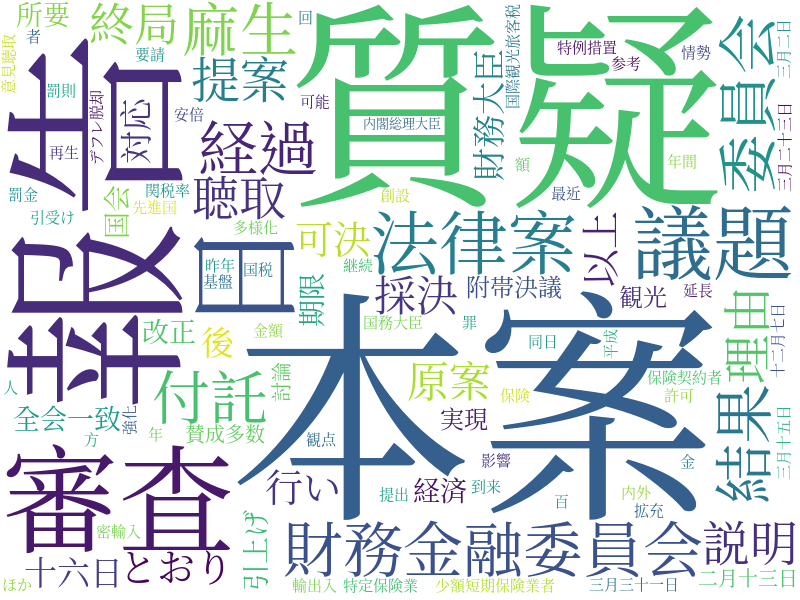 所要
者
意見聴取
終局
麻生
要請
回
質疑
国際観光旅客税
特例措置
参考
情勢
三月二日
委員会
三月二十三日
報告
罰則
デフレ脱却
再生
対応
提案
安倍
可能
内閣総理大臣
財務大臣
額
年間
罰金
引受け
国会
関税率
先進国
経過
聴取
創設
最近
多様化
可決
法律案
以上
議題
日
昨年
国税
基盤
期限
継続
採決
附帯決議
観光
延長
理由
十二月七日
改正
後
金額
国務大臣
本案
罪
同日
平成
人
付託
討論
原案
保険契約者
許可
全会一致
強化
保険
方
年
賛成多数
実現
結果
三月十五日
審査
観点
影響
金
行い
提出
経済
到来
百
内外
拡充
密輸入
引上げ
財務金融委員会
説明
十六日
とおり
二月十三日
ほか
輸出入
特定保険業
少額短期保険業者
三月三十一日